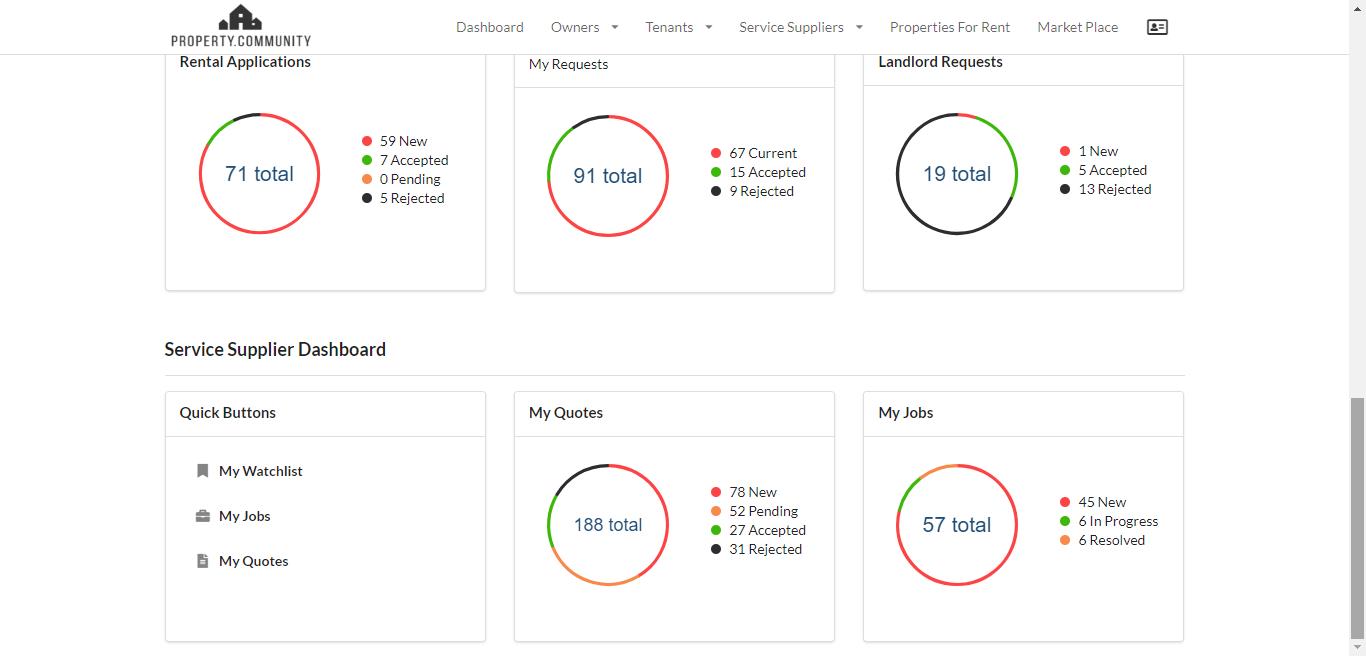 PROPERTY.COMMUNITY
Dashboard Owners Tenants Service Suppliers Properties For Rent Market Place
Rental Applications
71 total
59 New
7 Accepted
0 Pending
5 Rejected
My Requests
91 total
67 Current
15 Accepted
9 Rejected
Landlord Requests
19 total
1 New
5 Accepted
13 Rejected
Service Supplier Dashboard
Quick Buttons
My Watchlist
My Jobs
My Quotes
My Quotes
188 total
78 New
52 Pending
27 Accepted
31 Rejected
My Jobs
57 total
45 New
6 In Progress
6 Resolved